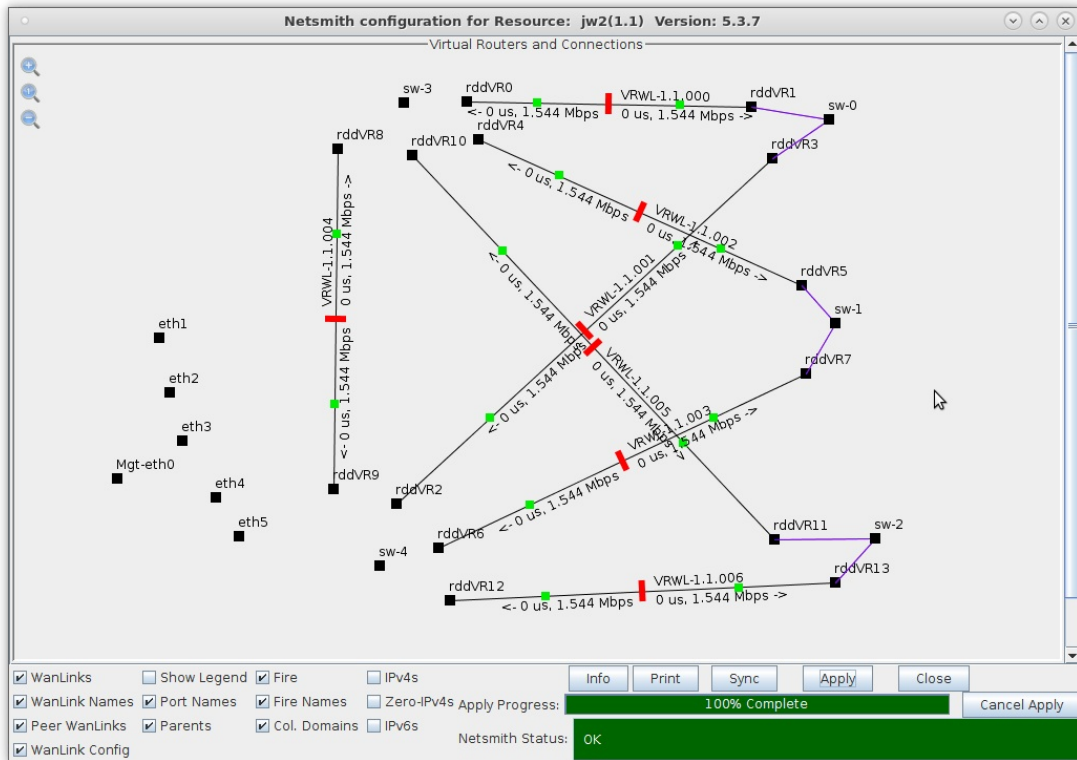 Netsmith configuration for Resource: jw2(1.1) Version: 5.3.7
Virtual Routers and Connections
sw-3
rddVR0
VRWL-1.1.000
rddVR1
sw-0
<- 0 us, 1.544 Mbps
0 us, 1.544 Mbps ->
rddVR4
rddVR8
rddVR10
rddVR3
<- 0 us, 1.544 Mbps
VRWL-1.1.002
0 us, 1.544 Mbps ->
VRWL-1.1.004
0 us, 1.544 Mbps ->
<- 0 us, 1.544 Mbps
VRWL-1.1.001
0 us, 1.544 Mbps ->
<- 0 us, 1.544 Mbps
rddVR5
sw-1
<- 0 us, 1.544 Mbps
VRWL-1.1.005
0 us, 1.544 Mbps ->
eth1
eth2
eth3
Mgt-eth0
eth4
eth5
rddVR7
VRWL-1.1.003
0 us, 1.544 Mbps ->
<- 0 us, 1.544 Mbps
rddVR9
rddVR2
rddVR6
rddVR11
sw-2
sw-4
rddVR12
VRWL-1.1.006
rddVR13
<- 0 us, 1.544 Mbps
0 us, 1.544 Mbps ->
WanLinks
Show Legend
Fire
IPv4s
Info
Print
Sync
Apply
Close
WanLink Names
Port Names
Fire Names
Zero-IPv4s
Apply Progress:
100% Complete
Cancel Apply
Peer WanLinks
Parents
Col. Domains
IPv6s
Netsmith Status:
OK
WanLink Config